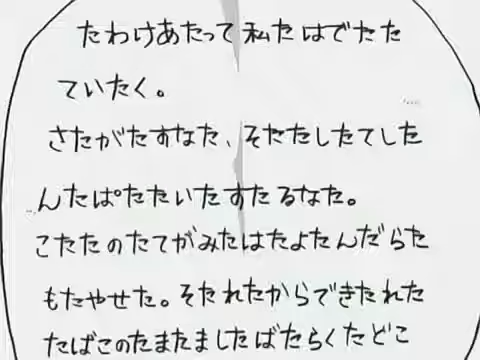 たわけあたって私たはでたた
ていたく。
さたがたすなた、そたたしたてした
んたぱたたいたすたるなた。
こたたのたてがみたはたよたんだらた
もたやせた。そたれたからできたれた
たばこのたまたましたばたらくたどこ